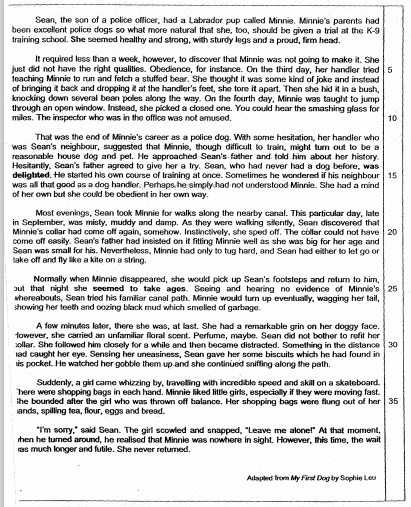 Sean, the son of a police officer, had a Labrador pup called Minnie. Minnie's parents had
been excellent police dogs so what more natural that she, too, should be given a trial at the K-9
training school. She seemed healthy and strong, with sturdy legs and a proud, firm head.
It required less than a week, however, to discover that Minnie was not going to make it. She
just did not have the right qualities. Obedience, for instance. On the third day, her handler tried 5
teaching Minnie to run and fetch a stuffed bear. She thought it was some kind of joke and instead
of bringing it back and dropping it at the handler's feet, she tore it apart. Then she hid it in a bush,
knocking down several bean poles along the way. On the fourth day, Minnie was taught to jump
through an open window. Instead, she picked a closed one. You could hear the smashing glass for
miles. The inspector who was in the office was not amused. 10
That was the end of Minnie's career as a police dog. With some hesitation, her handler who
was Sean's neighbour, suggested that Minnie, though difficult to train, might turn out to be a
reasonable house dog and pet. He approached Sean's father and told him about her history.
Hesitantly, Sean's father agreed to give her a try. Sean, who had never had a dog before, was
delighted. He started his own course of training at once. Sometimes he wondered if his neighbour 15
was all that good as a dog handler. Perhaps he simply had not understood Minnie. She had a mind
of her own but she could be obedient in her own way.
Most evenings, Sean took Minnie for walks along the nearby canal. This particular day, late
in September, was misty, muddy and damp. As they were walking silently, Sean discovered that
Minnie's collar had come off again, somehow. Instinctively, she sped off. The collar could not have 20
come off easily. Sean's father had insisted on it fitting Minnie well as she was big for her age and
Sean was small for his. Nevertheless, Minnie had only to tug hard, and Sean had either to let go or
take off and fly like a kite on a string.
Normally when Minnie disappeared, she would pick up Sean's footsteps and return to him,
but that night she seemed to take ages. Seeing and hearing no evidence of Minnie's 25
whereabouts, Sean tried his familiar canal path. Minnie would turn up eventually, wagging her tail,
showing her teeth and oozing black mud which smelled of garbage.
A few minutes later, there she was, at last. She had a remarkable grin on her doggy face.
However, she carried an unfamiliar floral scent. Perfume, maybe. Sean did not bother to refit her
collar. She followed him closely for a while and then became distracted. Something in the distance 30
had caught her eye. Sensing her uneasiness, Sean gave her some biscuits which he had found in
his pocket. He watched her gobble them up and she continued sniffing along the path.
Suddenly, a girl came whizzing by, travelling with incredible speed and skill on a skateboard.
There were shopping bags in each hand. Minnie liked little girls, especially if they were moving fast.
She bounded after the girl who was thrown off balance. Her shopping bags were flung out of her 35
hands, spilling tea, flour, eggs and bread.
"I'm sorry," said Sean. The girl scowled and snapped, "Leave me alone!" At that moment,
when he turned around, he realised that Minnie was nowhere in sight. However, this time, the wait
was much longer and futile. She never returned.
Adapted from My First Dog by Sophie Leu